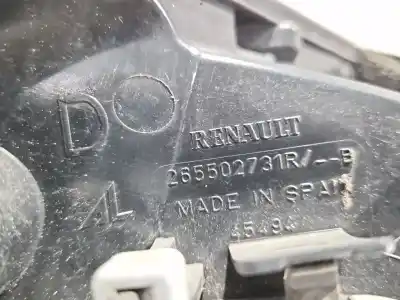 D
RENAULT
265502731R/--B
MADE IN SPAIN
45494